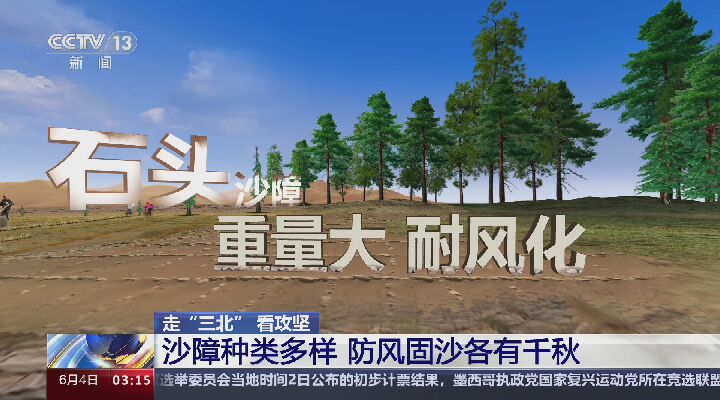 CCTV 13
新闻
石头沙障
重量大 耐风化
走“三北” 看攻坚
沙障种类多样 防风固沙各有千秋
6月4日 03:15
选举委员会当地时间2日公布的初步计票结果，墨西哥执政党国家复兴运动党所在竞选联盟